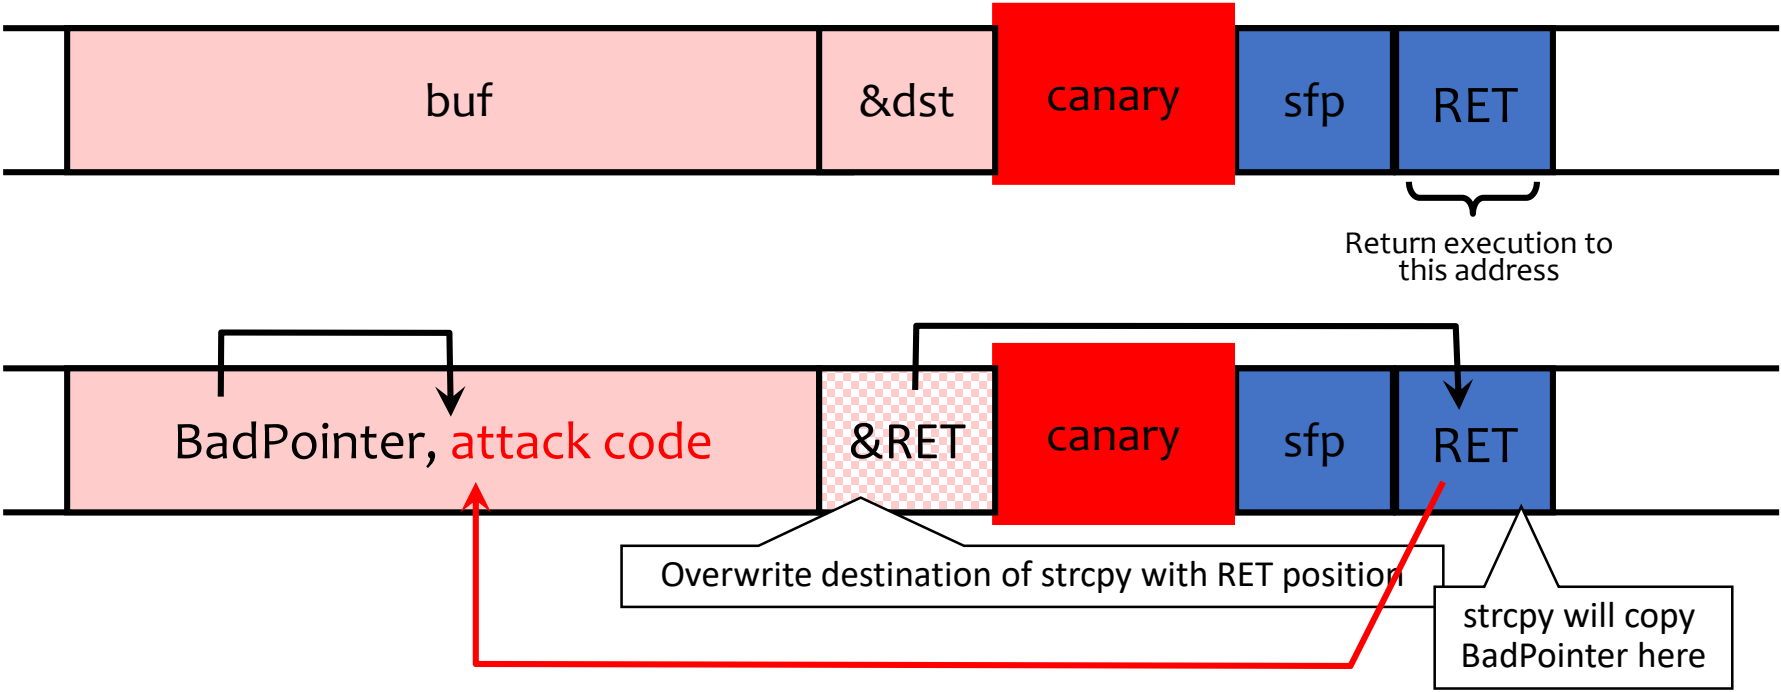 buf &dst canary sfp RET
Return execution to
this address
BadPointer, attack code &RET canary sfp RET
Overwrite destination of strcpy with RET position
strcpy will copy
BadPointer here